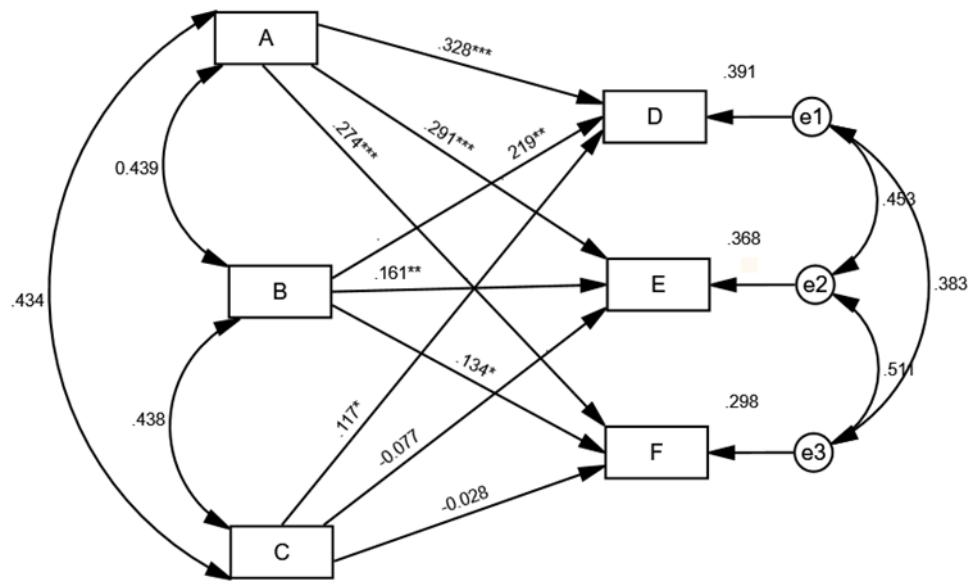 A
.328***
.391
D
e1
.274***
.291***
219**
0.439
.453
.368
B
.161**
E
e2
.434
.383
.438
.134*
.511
.298
.117*
-0.077
F
e3
-0.028
C